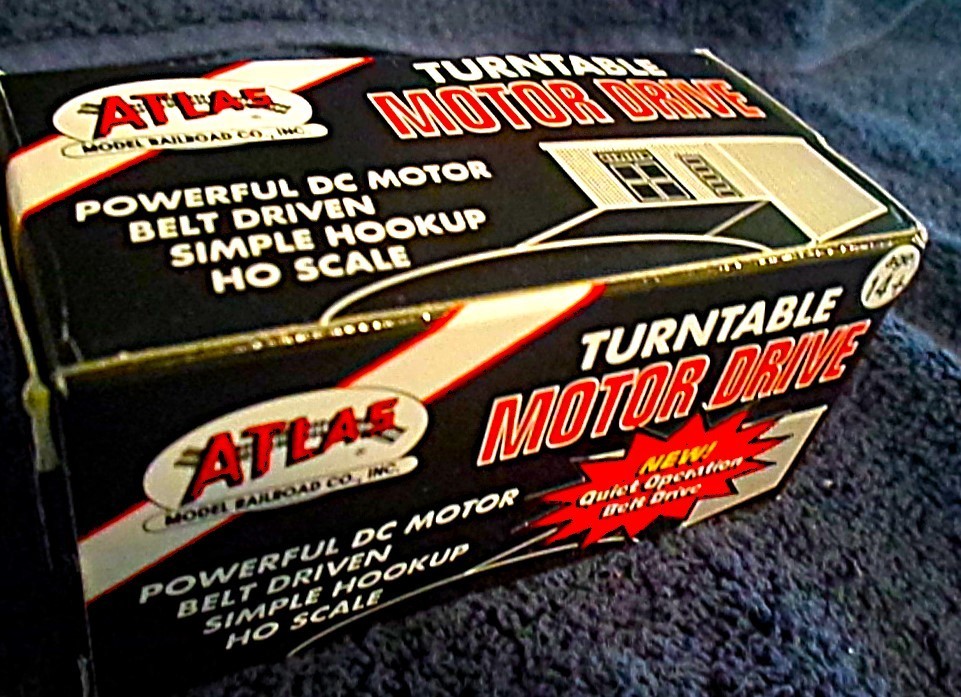 ATLAS
MODEL RAILROAD CO., INC.
TURNTABLE
MOTOR DRIVE
POWERFUL DC MOTOR
BELT DRIVEN
SIMPLE HOOKUP
HO SCALE
14+
ATLAS
MODEL RAILROAD CO., INC.
TURNTABLE
MOTOR DRIVE
NEW!
Quiet Operation
Belt Drive
POWERFUL DC MOTOR
BELT DRIVEN
SIMPLE HOOKUP
HO SCALE